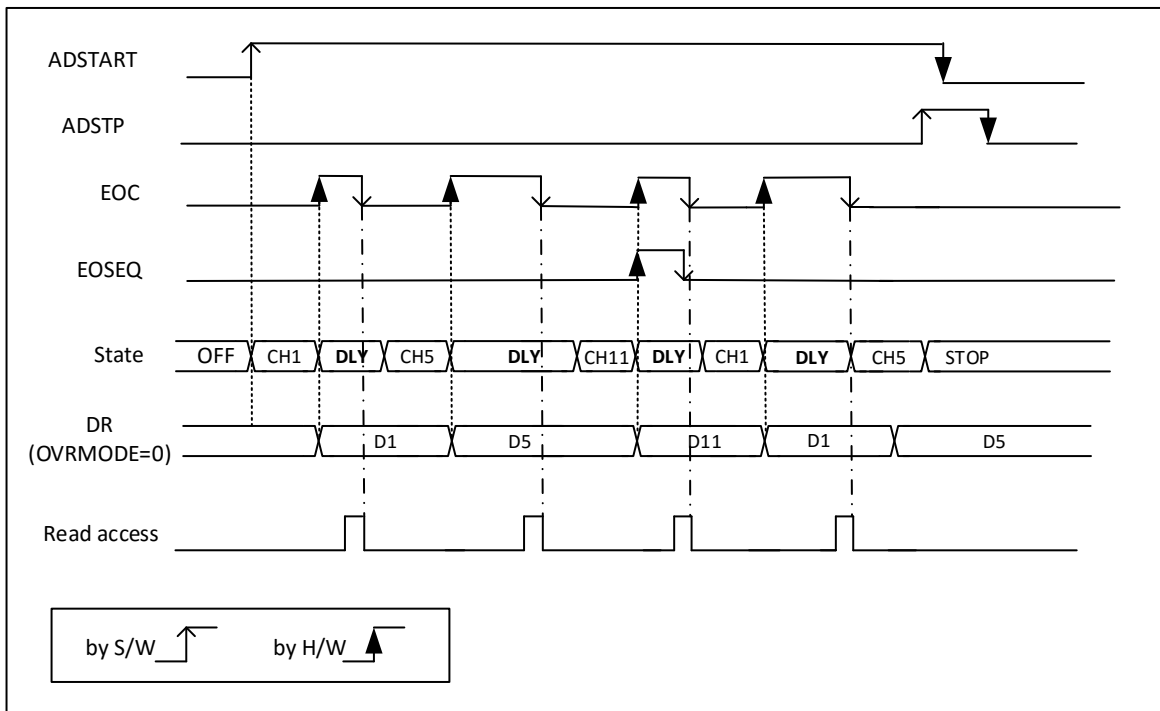 ADSTART
ADSTP
EOC
EOSEQ
State OFF CH1 DLY CH5 DLY CH11 DLY CH1 DLY CH5 STOP
DR
(OVRMODE=0) D1 D5 D11 D1 D5
Read access
by S/W by H/W